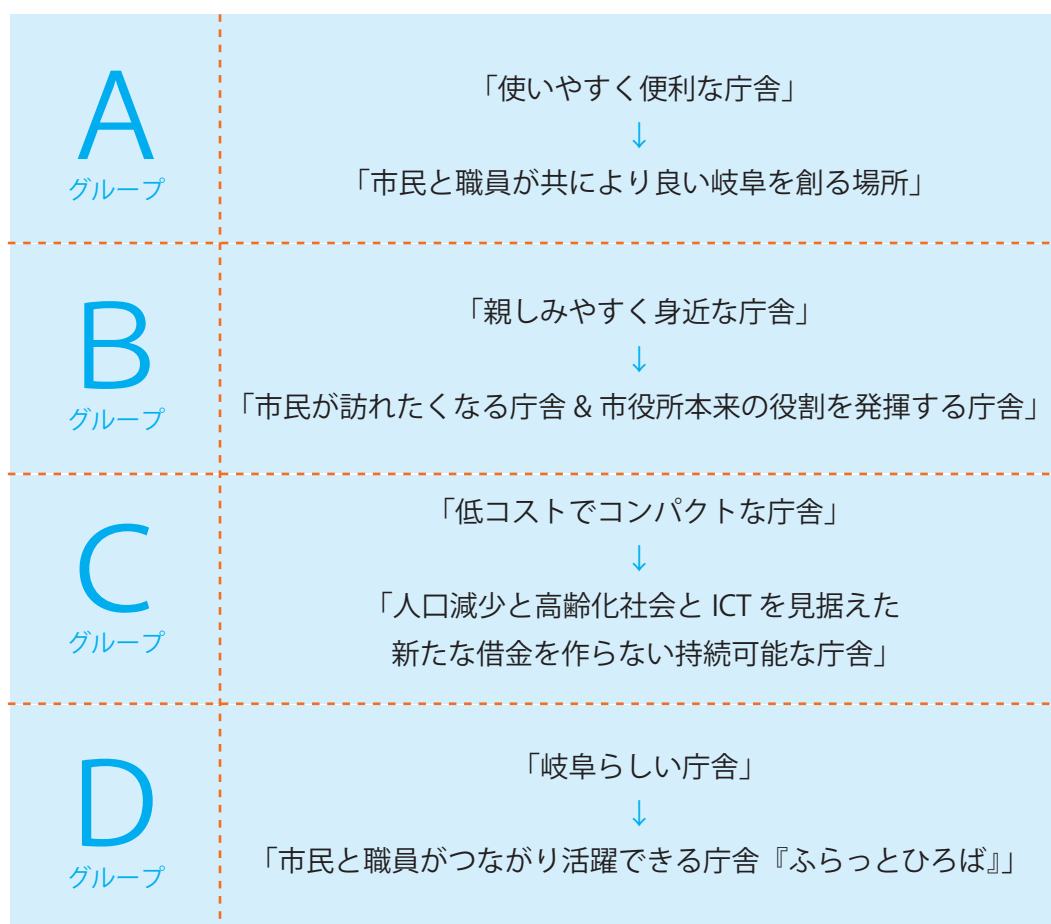 A
グループ
「使いやすく便利な庁舎」
↓
「市民と職員が共により良い岐阜を創る場所」
B
グループ
「親しみやすく身近な庁舎」
↓
「市民が訪れたくなる庁舎 & 市役所本来の役割を発揮する庁舎」
C
グループ
「低コストでコンパクトな庁舎」
↓
「人口減少と高齢化社会と ICT を見据えた
新たな借金を作らない持続可能な庁舎」
D
グループ
「岐阜らしい庁舎」
↓
「市民と職員がつながり活躍できる庁舎『ふらっとひろば』」